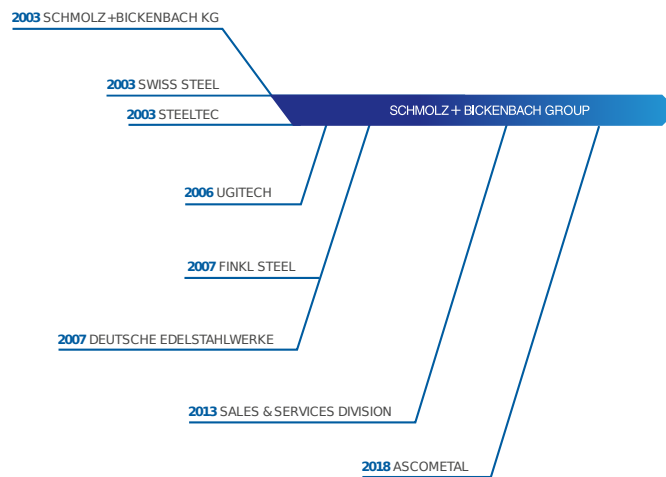 2003 SCHMOLZ+BICKENBACH KG
2003 SWISS STEEL
SCHMOLZ + BICKENBACH GROUP
2003 STEELTEC
2006 UGITECH
2007 FINKL STEEL
2007 DEUTSCHE EDELSTAHLWERKE
2013 SALES & SERVICES DIVISION
2018 ASCOMETAL